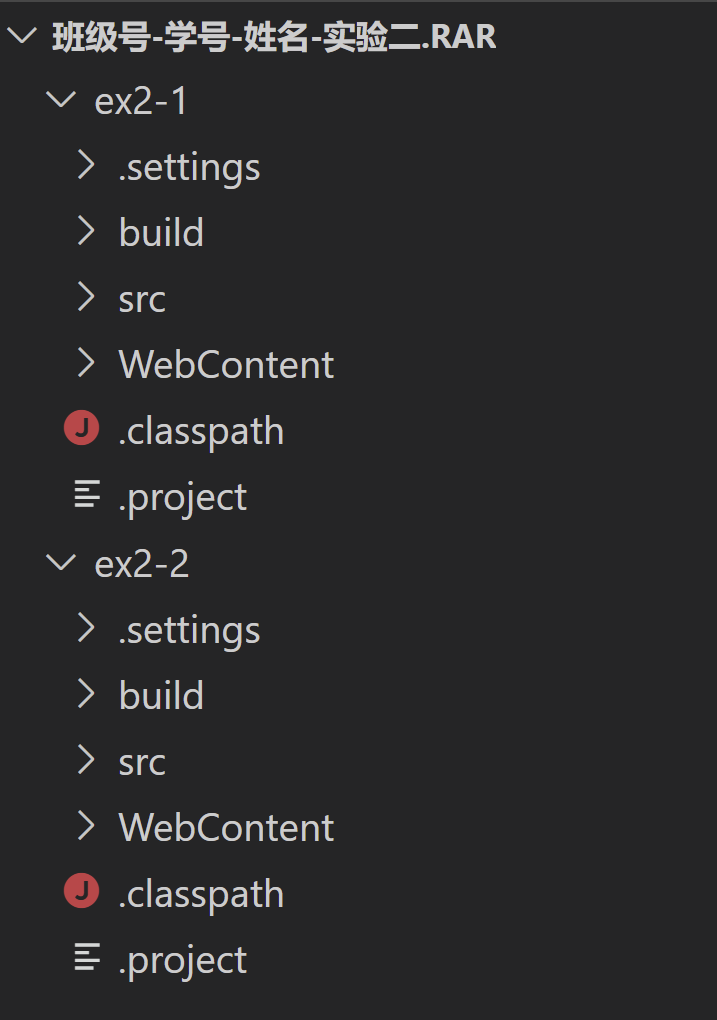 班级号-学号-姓名-实验二.RAR
ex2-1
.settings
build
src
WebContent
J .classpath
.project
ex2-2
.settings
build
src
WebContent
J .classpath
.project